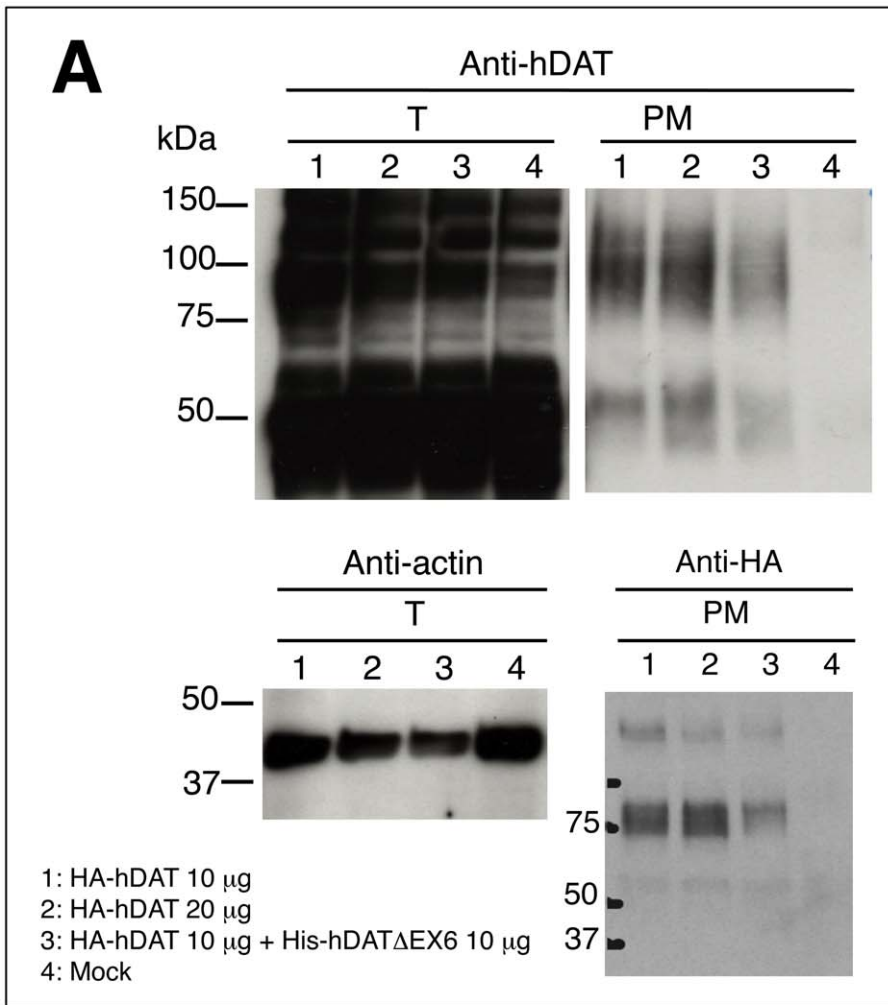 A
Anti-hDAT
T PM
kDa
1 2 3 4 1 2 3 4
150
100
75
50
Anti-actin Anti-HA
T PM
1 2 3 4 1 2 3 4
50
37
75
50
37
1: HA-hDAT 10 μg
2: HA-hDAT 20 μg
3: HA-hDAT 10 μg + His-hDATΔEX6 10 μg
4: Mock